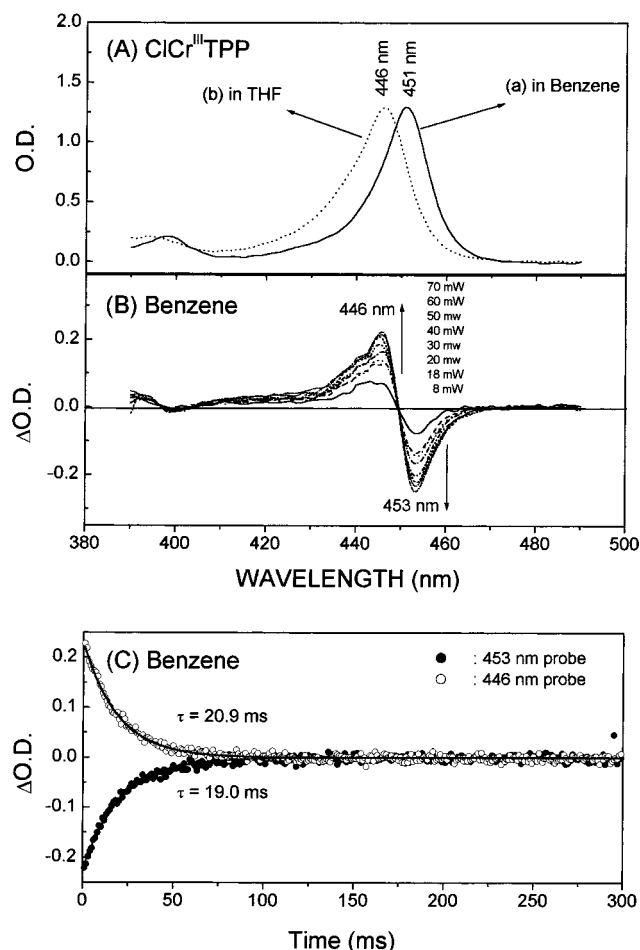 (A) ClCr^III TPP
446 nm
451 nm
(b) in THF
(a) in Benzene
O.D.
2.0
1.5
1.0
0.5
0.0
(B) Benzene
446 nm
70 mW
60 mW
50 mw
40 mW
30 mw
20 mw
18 mW
8 mW
453 nm
ΔO.D.
0.2
0.0
-0.2
380 400 420 440 460 480 500
WAVELENGTH (nm)
(C) Benzene
● : 453 nm probe
○ : 446 nm probe
τ = 20.9 ms
τ = 19.0 ms
ΔO.D.
0.2
0.1
0.0
-0.1
-0.2
0 50 100 150 200 250 300
Time (ms)